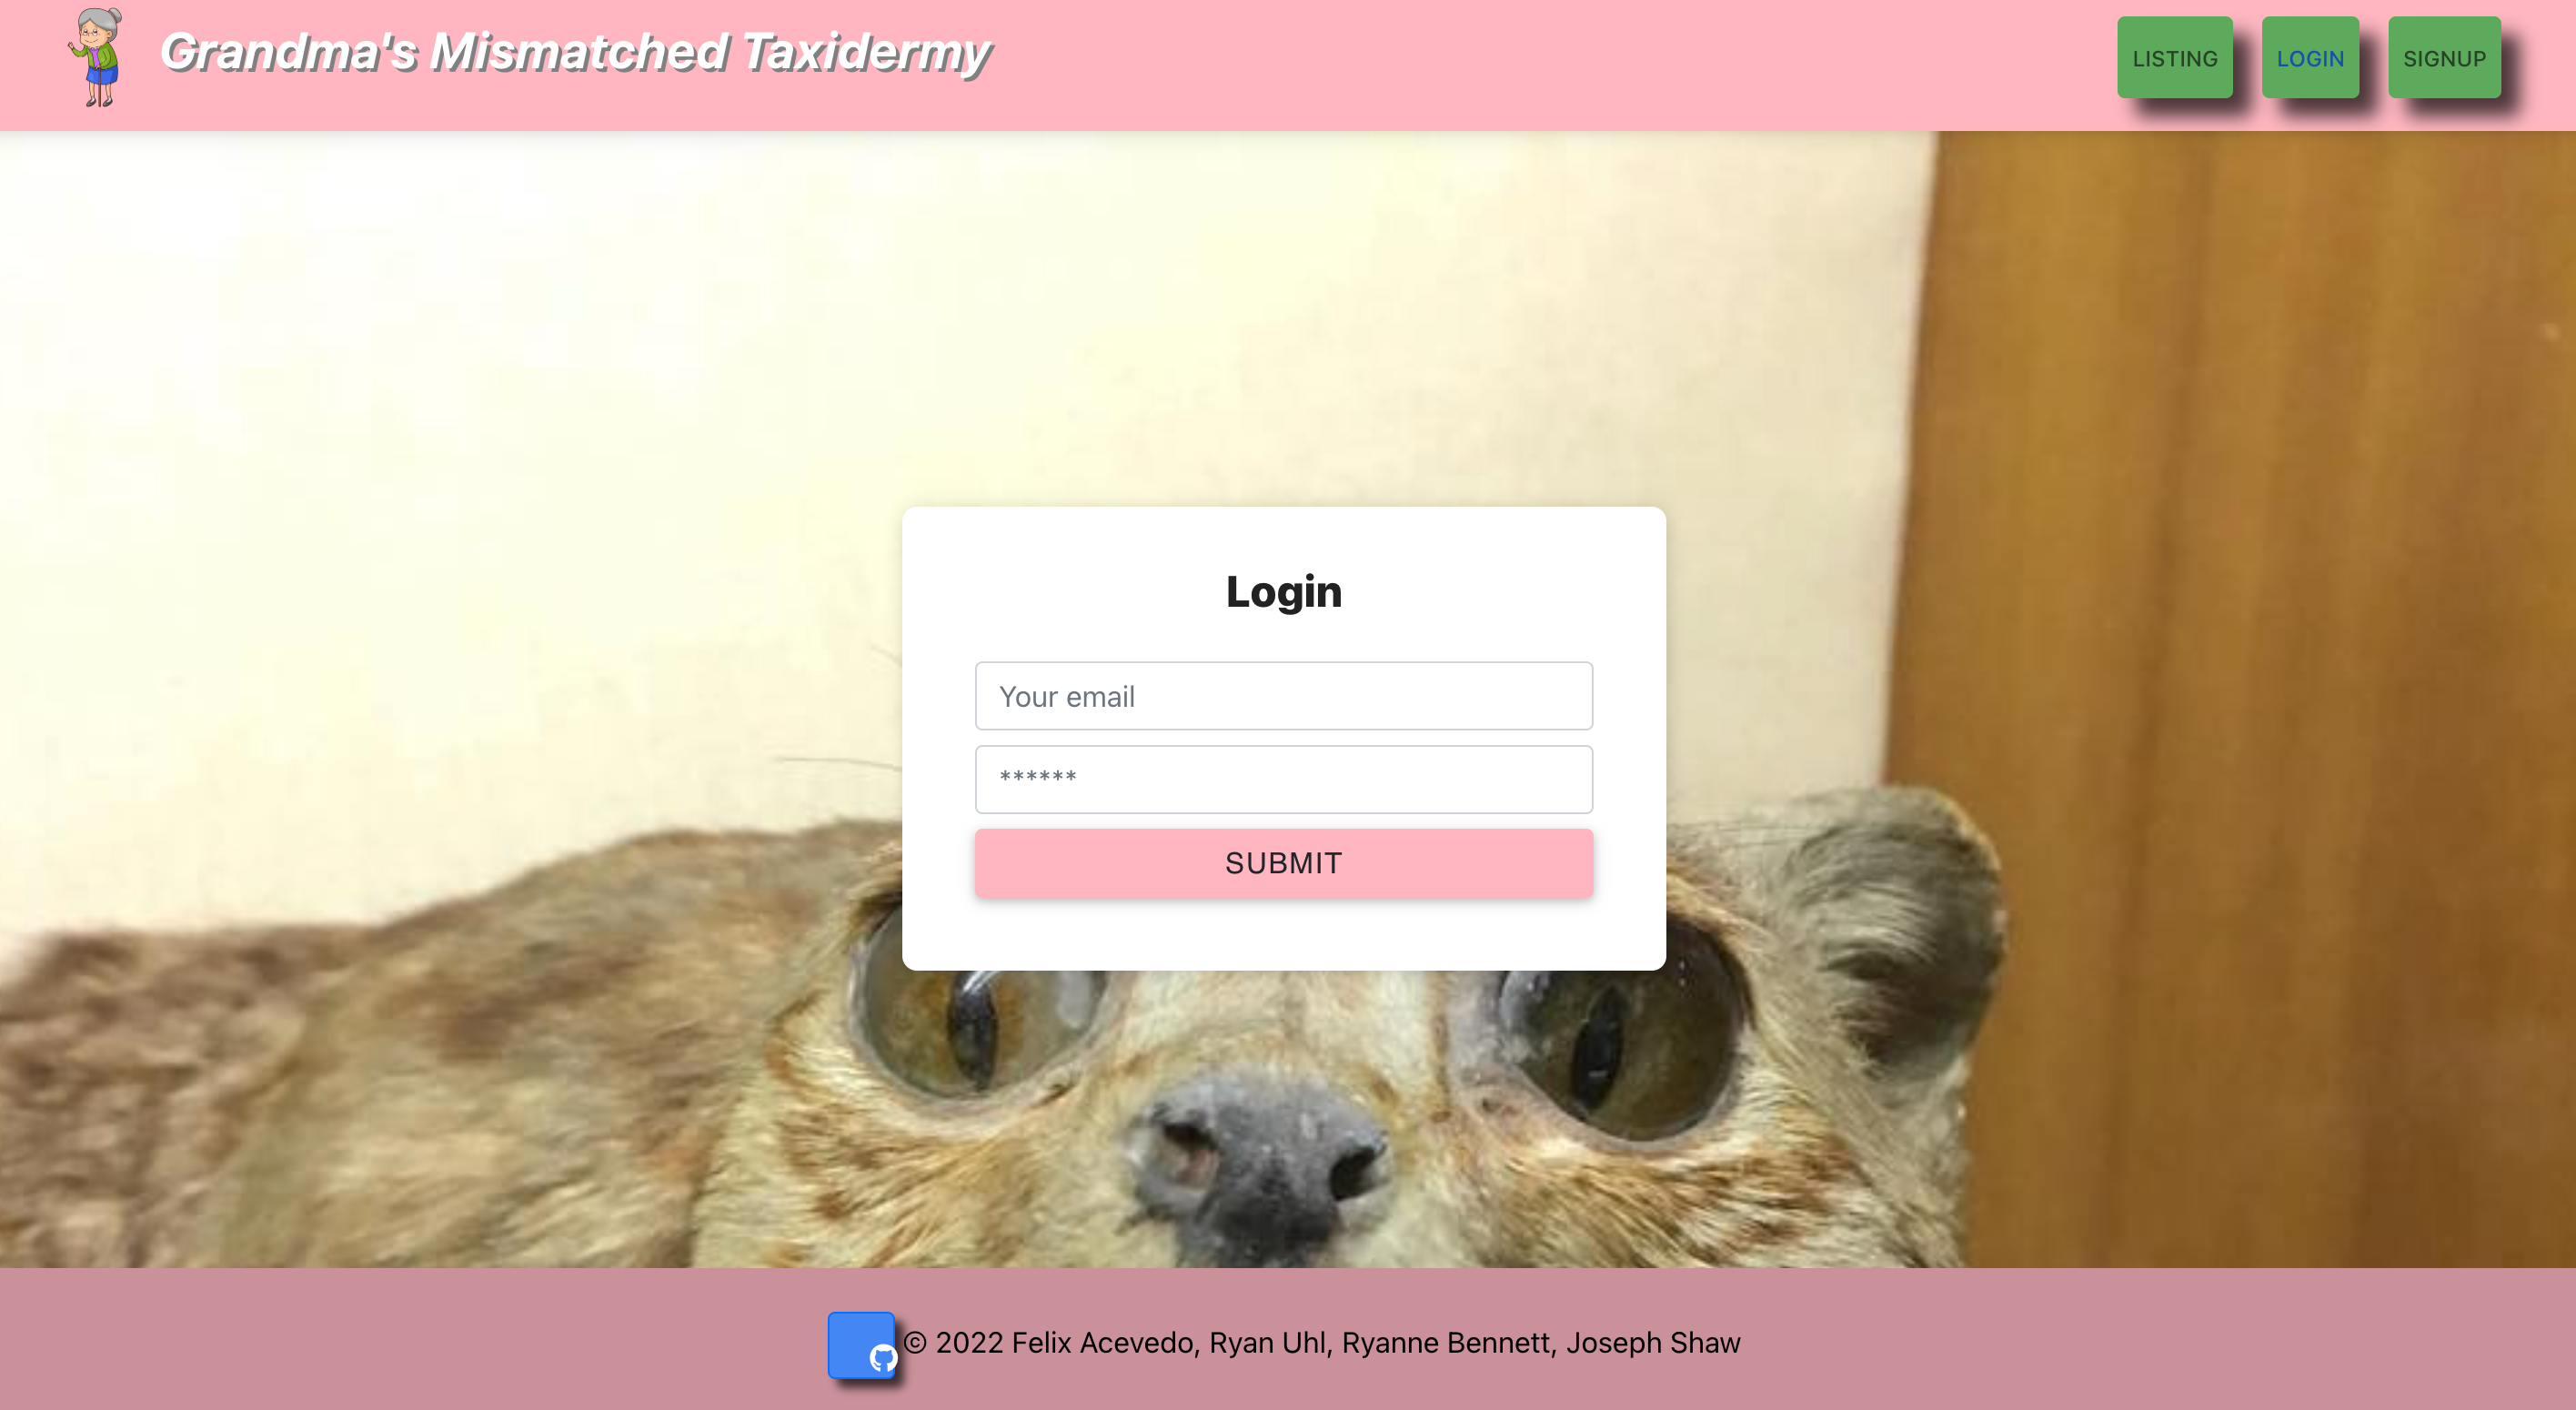 Grandma's Mismatched Taxidermy
LISTING
LOGIN
SIGNUP
Login
Your email
******
SUBMIT
© 2022 Felix Acevedo, Ryan Uhl, Ryanne Bennett, Joseph Shaw